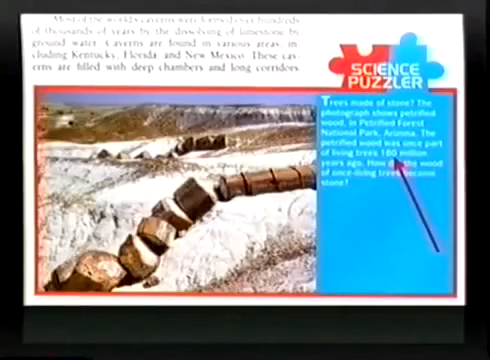 Most of the world's caverns were formed over hundreds
of thousands of years by the dissolving of limestone by
ground water. Caverns are found in various areas, in-
cluding Kentucky, Florida and New Mexico. These cav-
erns are filled with deep chambers and long corridors
SCIENCE
PUZZLER
Trees made of stone? The
photograph shows petrified
wood, in Petrified Forest
National Park, Arizona. The
petrified wood was once part
of living trees 180 million
years ago. How did the wood
of once-living trees become
stone?